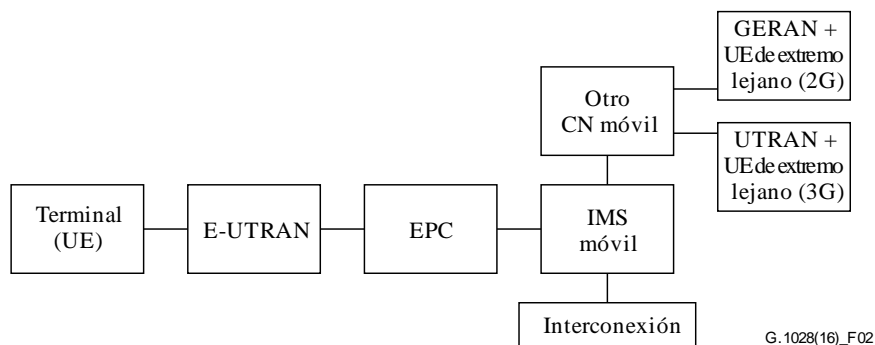 GERAN +
UE de extremo
lejano (2G)
Otro
CN móvil
UTRAN +
UE de extremo
lejano (3G)
Terminal
(UE)
E-UTRAN
EPC
IMS
móvil
Interconexión
G.1028(16)_F02